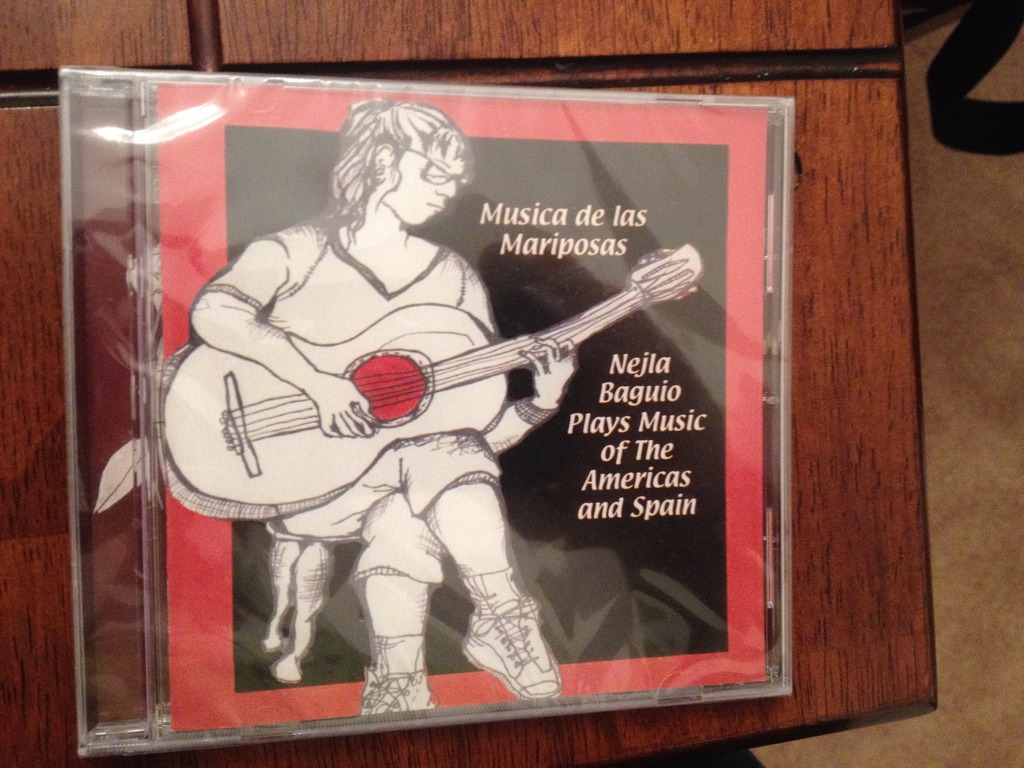 Musica de las
Mariposas
Nejla
Baguio
Plays Music
of The
Americas
and Spain